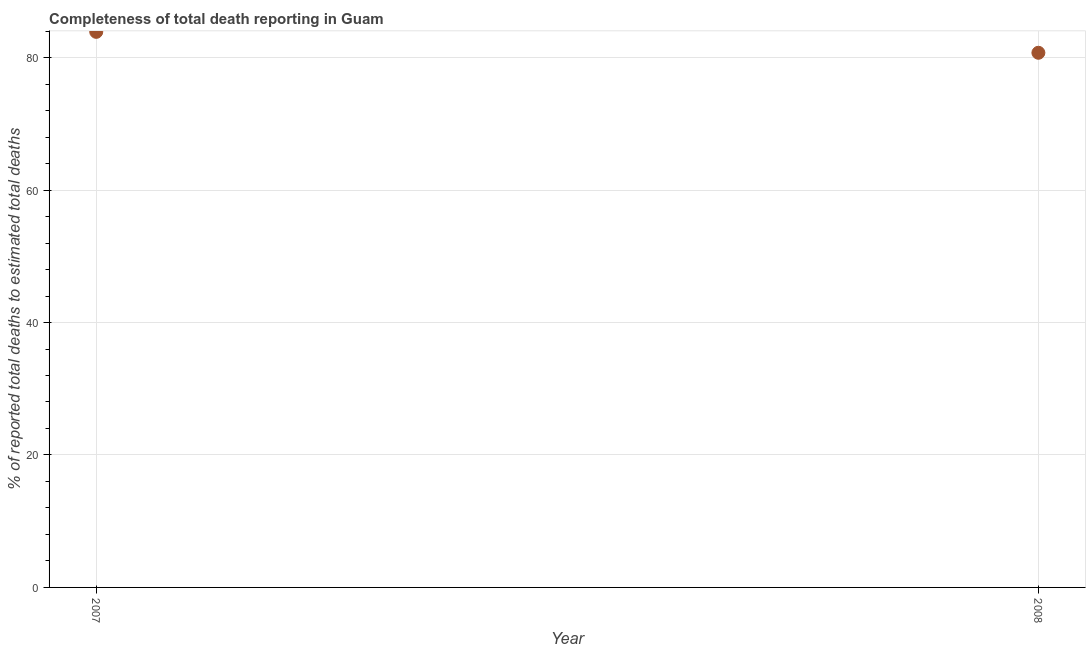 Completeness of total death reporting in Guam
% of reported total deaths to estimated total deaths
80
60
40
20
0
2007
2008
Year